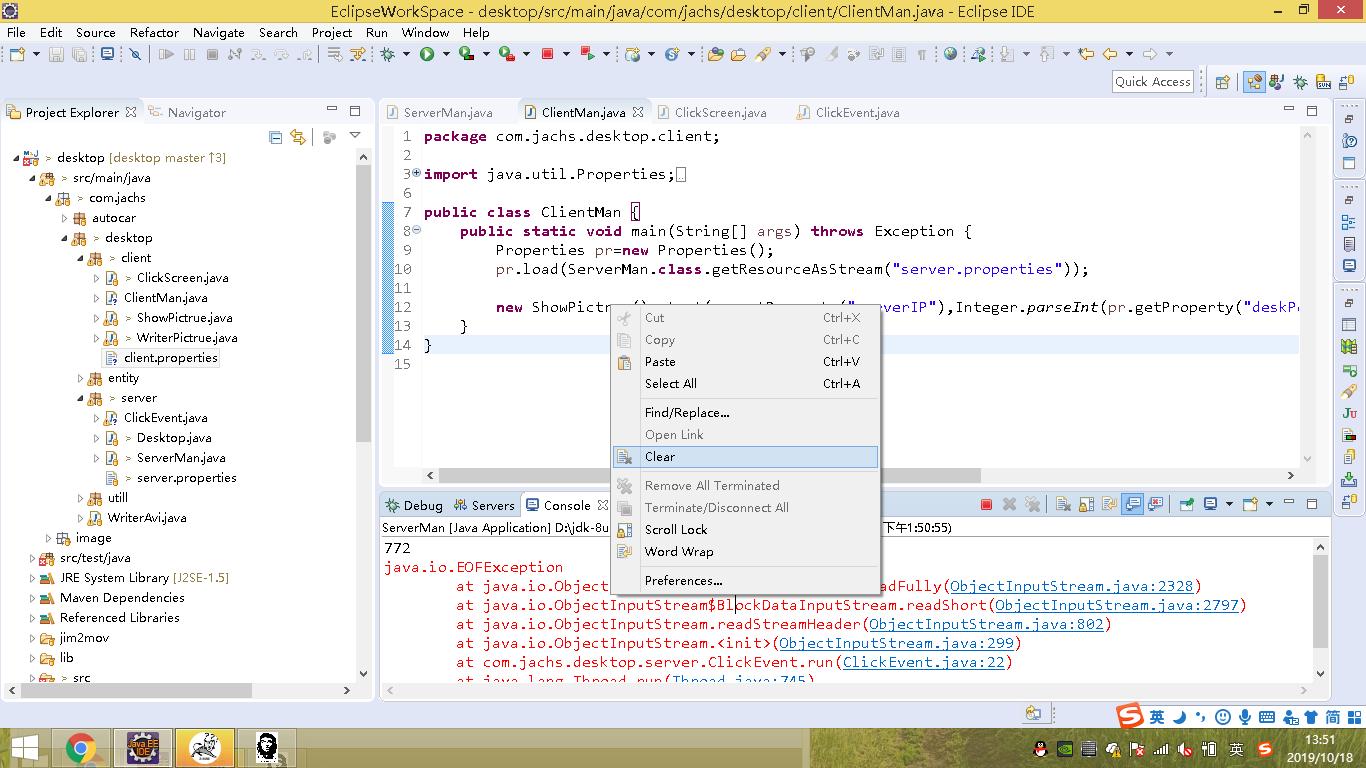 EclipseWorkSpace - desktop/src/main/java/com/jachs/desktop/client/ClientMan.java - Eclipse IDE
File Edit Source Refactor Navigate Search Project Run Window Help
Quick Access
Project Explorer Navigator
> desktop [desktop master ↑3]
> src/main/java
> com.jachs
autocar
> desktop
> client
> ClickScreen.java
ClientMan.java
> ShowPictrue.java
> WriterPictrue.java
client.properties
entity
> server
ClickEvent.java
> Desktop.java
> ServerMan.java
> server.properties
utill
WriterAvi.java
image
src/test/java
JRE System Library [J2SE-1.5]
Maven Dependencies
Referenced Libraries
jim2mov
lib
> src
ServerMan.java ClientMan.java ClickScreen.java ClickEvent.java
1 package com.jachs.desktop.client;
2
3 import java.util.Properties;
6
7 public class ClientMan {
8 public static void main(String[] args) throws Exception {
9 Properties pr=new Properties();
10 pr.load(ServerMan.class.getResourceAsStream("server.properties"));
11
12 new ShowPictrue erIP"),Integer.parseInt(pr.getProperty("deskP
13 }
14 }
15
Cut Ctrl+X
Copy Ctrl+C
Paste Ctrl+V
Select All Ctrl+A
Find/Replace...
Open Link
Clear
Remove All Terminated
Terminate/Disconnect All
Scroll Lock
Word Wrap
Preferences...
Debug Servers Console
ServerMan [Java Application] D:\jdk-8u 下午1:50:55)
772
java.io.EOFException
at java.io.Object adFully(ObjectInputStream.java:2328)
at java.io.ObjectInputStream$BlockDataInputStream.readShort(ObjectInputStream.java:2797)
at java.io.ObjectInputStream.readStreamHeader(ObjectInputStream.java:802)
at java.io.ObjectInputStream.<init>(ObjectInputStream.java:299)
at com.jachs.desktop.server.ClickEvent.run(ClickEvent.java:22)
at java.lang.Thread.run(Thread.java:745)
英 简
Java EE IDE
英
13:51
2019/10/18